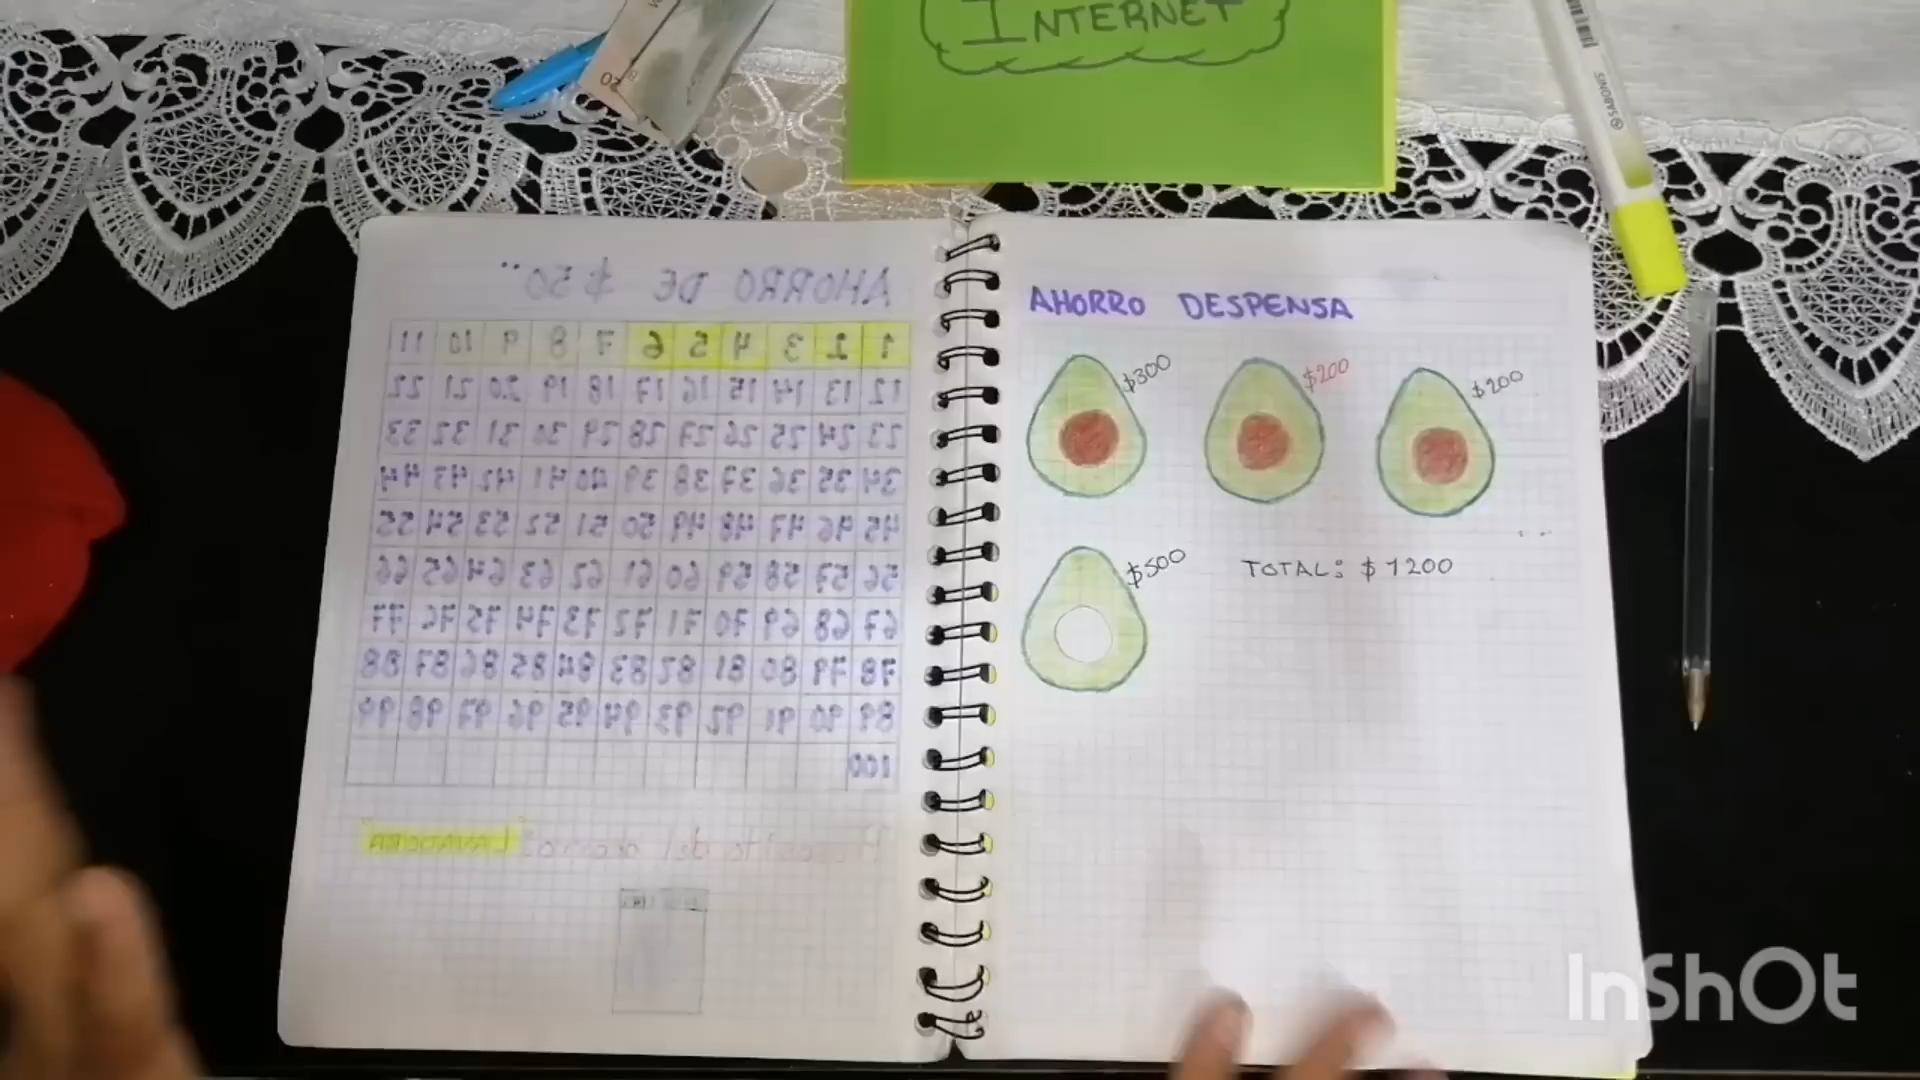 INTERNET
20
SABONIS
AHORRO DE $50..
1 2 3 4 5 6 7 8 9 10 11
12 13 14 15 16 17 18 19 20 21 22
23 24 25 26 27 28 29 30 31 32 33
34 35 36 37 38 39 40 41 42 43 44
45 46 47 48 49 50 51 52 53 54 55
56 57 58 59 60 61 62 63 64 65 66
67 68 69 70 71 72 73 74 75 76 77
78 79 80 81 82 83 84 85 86 87 88
89 90 91 92 93 94 95 96 97 98 99
100
"LAVADORA"
AHORRO DESPENSA
$300 $200 $200
$500 TOTAL: $1200
InShOt